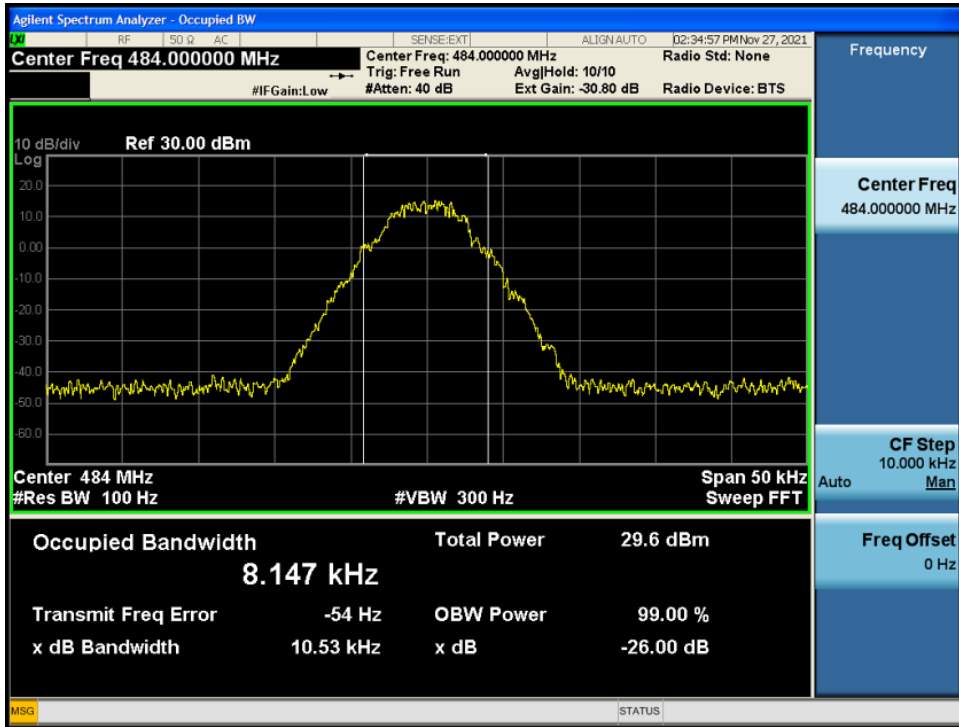 Agilent Spectrum Analyzer - Occupied BW
LXI RF 50 Ω AC SENSE:EXT ALIGN AUTO 02:34:57 PM Nov 27, 2021
Center Freq 484.000000 MHz
Center Freq: 484.000000 MHz Radio Std: None
Trig: Free Run Avg|Hold: 10/10
#IFGain:Low #Atten: 40 dB Ext Gain: -30.80 dB Radio Device: BTS
Frequency
10 dB/div Ref 30.00 dBm
Log
20.0
10.0
0.00
-10.0
-20.0
-30.0
-40.0
-50.0
-60.0
Center 484 MHz Span 50 kHz
#Res BW 100 Hz #VBW 300 Hz Sweep FFT
Occupied Bandwidth Total Power 29.6 dBm
8.147 kHz
Transmit Freq Error -54 Hz OBW Power 99.00 %
x dB Bandwidth 10.53 kHz x dB -26.00 dB
Center Freq
484.000000 MHz
CF Step
10.000 kHz
Auto Man
Freq Offset
0 Hz
MSG STATUS